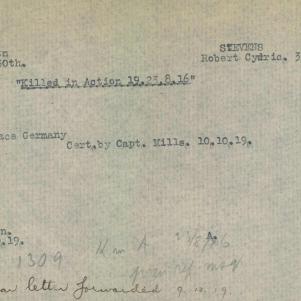 STEVENS
50th.
Robert Cydric. 3
"Killed in Action 19.23.8.16"
Germany
Cert. by Capt. Mills. 10.10.19.
A.
.19.
1309 K in A
letter forwarded 9.12.19.